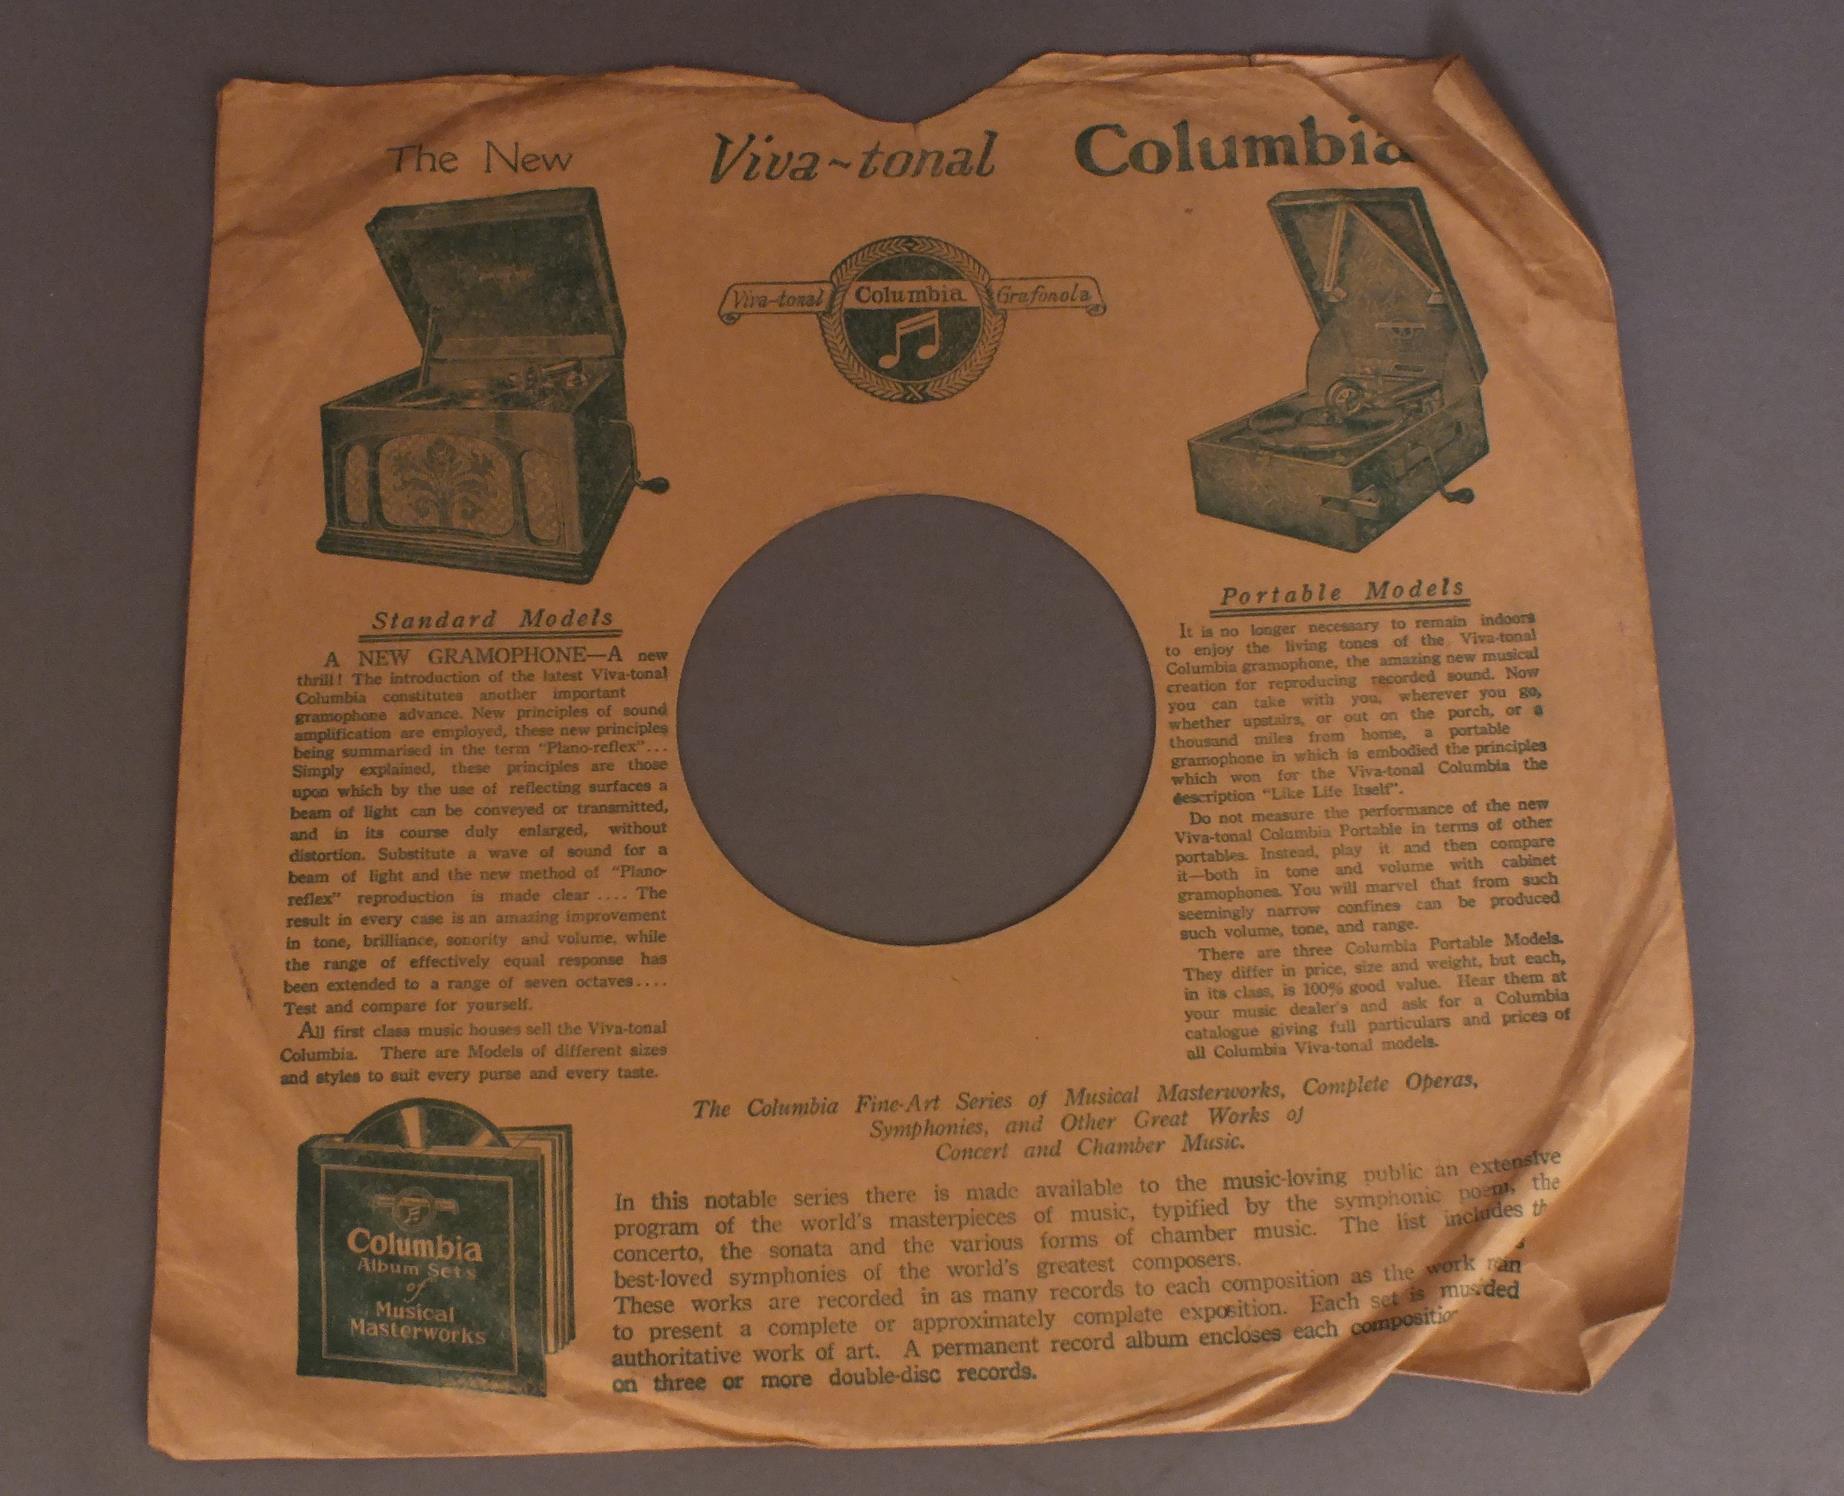 The New Viva-tonal Columbia
Viva-tonal Columbia Grafonola
Standard Models
A NEW GRAMOPHONE—A new
thrill! The introduction of the latest Viva-tonal
Columbia constitutes another important
gramophone advance. New principles of sound
amplification are employed, these new principles
being summarised in the term "Plano-reflex"...
Simply explained, these principles are those
upon which by the use of reflecting surfaces a
beam of light can be conveyed or transmitted,
and in its course duly enlarged, without
distortion. Substitute a wave of sound for a
beam of light and the new method of "Plano-
reflex" reproduction is made clear .... The
result in every case is an amazing improvement
in tone, brilliance, sonority and volume, while
the range of effectively equal response has
been extended to a range of seven octaves....
Test and compare for yourself.
All first class music houses sell the Viva-tonal
Columbia. There are Models of different sizes
and styles to suit every purse and every taste.
Portable Models
It is no longer necessary to remain indoors
to enjoy the living tones of the Viva-tonal
Columbia gramophone, the amazing new musical
creation for reproducing recorded sound. Now
you can take with you, wherever you go,
whether upstairs, or out on the porch, or a
thousand miles from home, a portable
gramophone in which is embodied the principles
which won for the Viva-tonal Columbia the
description "Like Life Itself".
Do not measure the performance of the new
Viva-tonal Columbia Portable in terms of other
portables. Instead, play it and then compare
it—both in tone and volume with cabinet
gramophones. You will marvel that from such
seemingly narrow confines can be produced
such volume, tone, and range.
There are three Columbia Portable Models.
They differ in price, size and weight, but each,
in its class, is 100% good value. Hear them at
your music dealer's and ask for a Columbia
catalogue giving full particulars and prices of
all Columbia Viva-tonal models.
Columbia
Album Sets
of
Musical
Masterworks
The Columbia Fine-Art Series of Musical Masterworks, Complete Operas,
Symphonies, and Other Great Works of
Concert and Chamber Music.
In this notable series there is made available to the music-loving public an extensive
program of the world's masterpieces of music, typified by the symphonic poem, the
concerto, the sonata and the various forms of chamber music. The list includes
best-loved symphonies of the world's greatest composers.
These works are recorded in as many records to each composition as the work
to present a complete or approximately complete exposition. Each set is
authoritative work of art. A permanent record album encloses each
on three or more double-disc records.